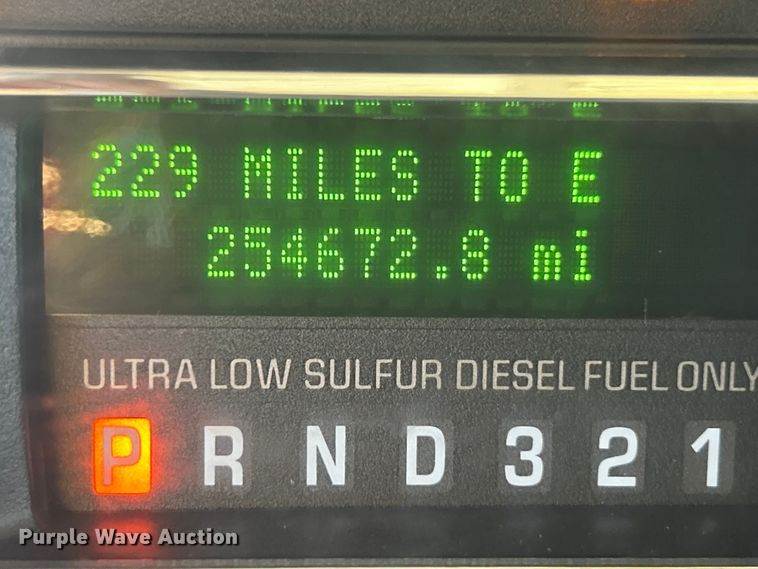 229 MILES TO E
254672.8 mi
ULTRA LOW SULFUR DIESEL FUEL ONLY
P R N D 3 2 1
Purple Wave Auction